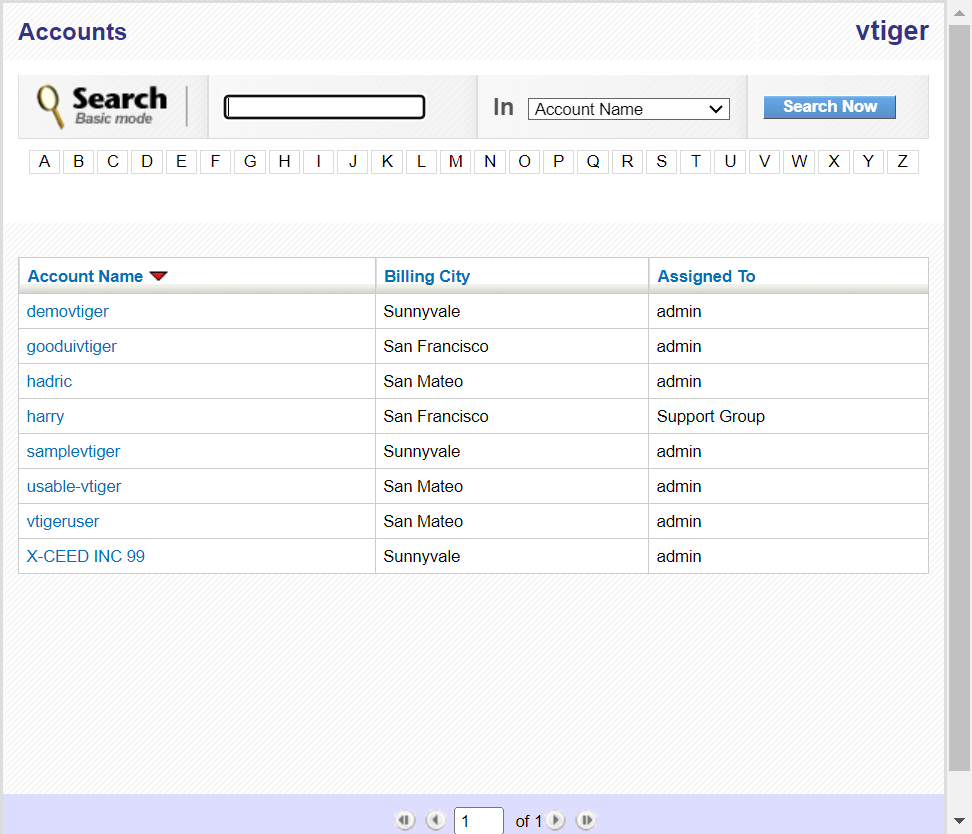 Accounts vtiger
Search
Basic mode
In Account Name Search Now
A B C D E F G H I J K L M N O P Q R S T U V W X Y Z
Account Name Billing City Assigned To
demovtiger Sunnyvale admin
gooduivtiger San Francisco admin
hadric San Mateo admin
harry San Francisco Support Group
samplevtiger Sunnyvale admin
usable-vtiger San Mateo admin
vtigeruser San Mateo admin
X-CEED INC 99 Sunnyvale admin
1 of 1